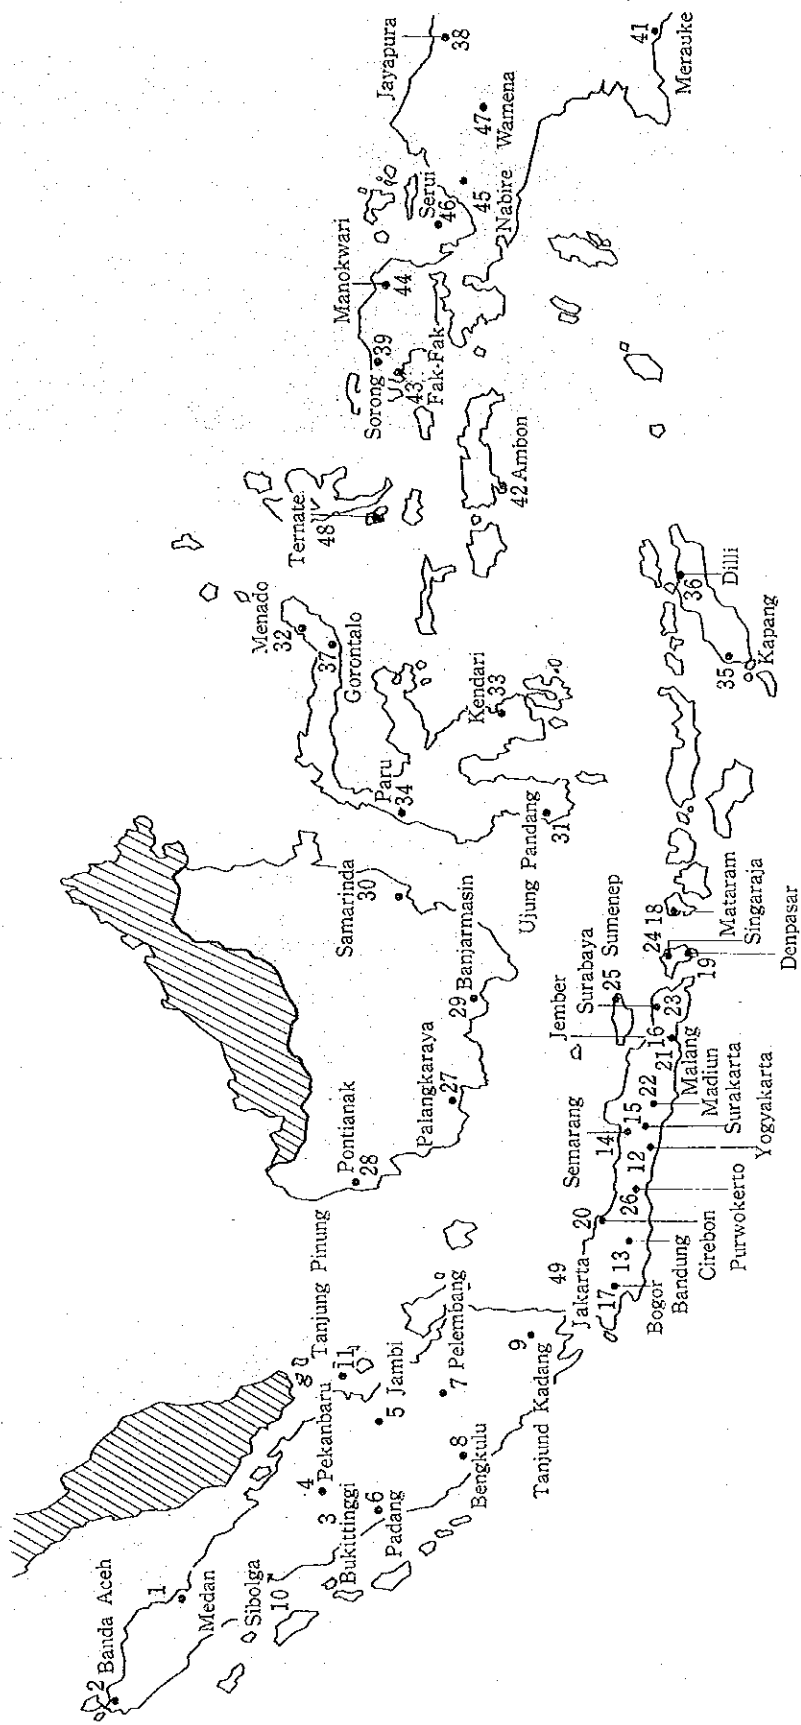 2 Banda Aceh
1
Medan
Sibolga
10
3
Bukittinggi
4
Pekanbaru
6
Padang
5 Jambi
11
Tanjung Pinung
7 Pelembang
8
Bengkulu
9
Tanjund Kadang
49
Jakarta
17
Bogor
13
Bandung
20
Cirebon
26
Purwokerto
12
Yogyakarta
Semarang
14
15
Surakarta
22
Madiun
21
Malang
16
Surabaya
Jember
23
25 Sumenep
24
Singaraja
19
Denpasar
18
Mataram
Pontianak
28
Palangkaraya
27
29 Banjarmasin
Samarinda
30
Ujung Pandang
31
Paru
34
Kendari
33
Menado
32
37
Gorontalo
Ternate
48
42 Ambon
35
Kapang
36
Dilli
Sorong
39
43
Fak-Fak
Manokwari
44
Serui
46
45
Nabire
47
Wamena
Jayapura
38
41
Merauke